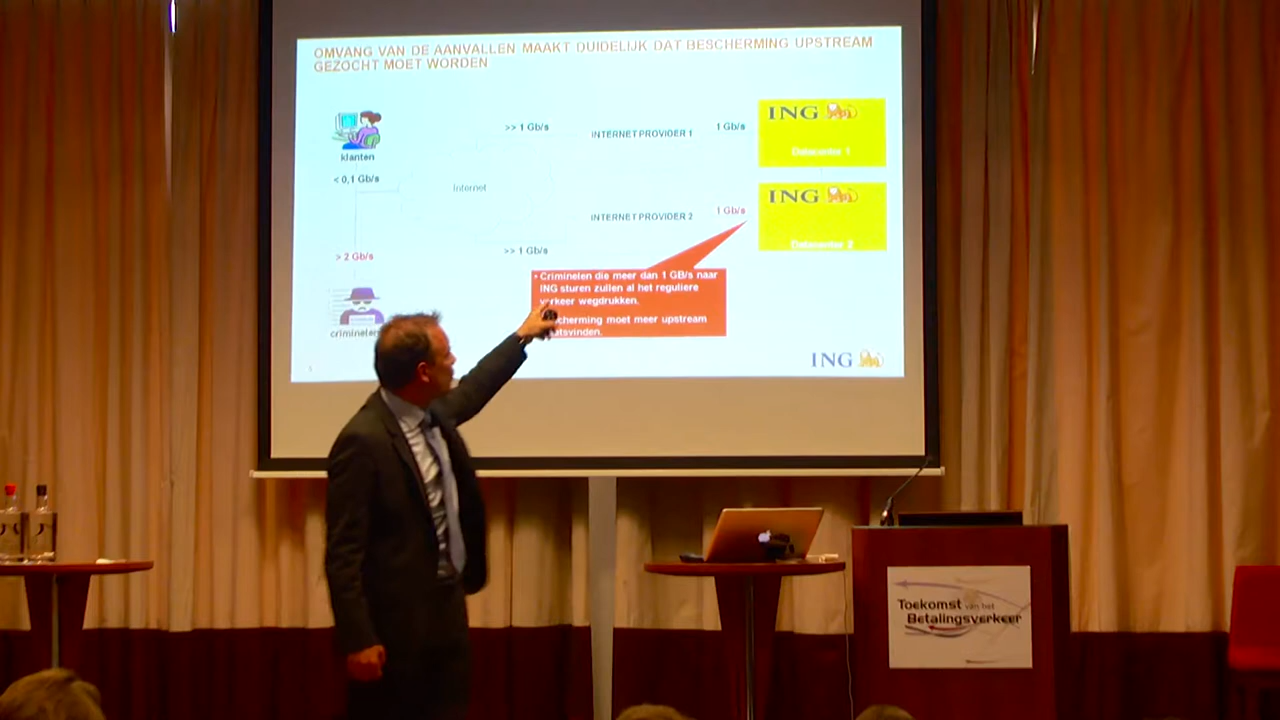 OMVANG VAN DE AANVALLEN MAAKT DUIDELIJK DAT BESCHERMING UPSTREAM
GEZOCHT MOET WORDEN
klanten
< 0,1 Gb/s
> 2 Gb/s
criminelen
Internet
>> 1 Gb/s
>> 1 Gb/s
INTERNET PROVIDER 1
INTERNET PROVIDER 2
1 Gb/s
1 Gb/s
ING
Datacenter 1
ING
Datacenter 2
• Criminelen die meer dan 1 GB/s naar
ING sturen zullen al het reguliere
verkeer wegdrukken.
cherming moet meer upstream
atsvinden.
ING
Toekomst van het
Betalingsverkeer